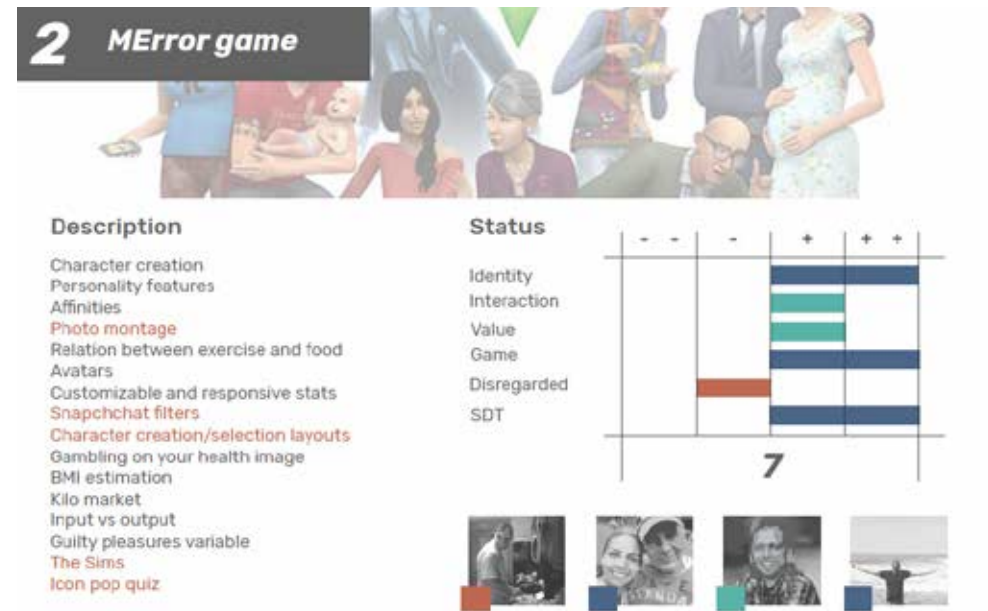 2 MError game
Description
Character creation
Personality features
Affinities
Photo montage
Relation between exercise and food
Avatars
Customizable and responsive stats
Snapchchat filters
Character creation/selection layouts
Gambling on your health image
BMI estimation
Kilo market
Input vs output
Guilty pleasures variable
The Sims
Icon pop quiz
Status
- - - + + +
Identity
Interaction
Value
Game
Disregarded
SDT
7